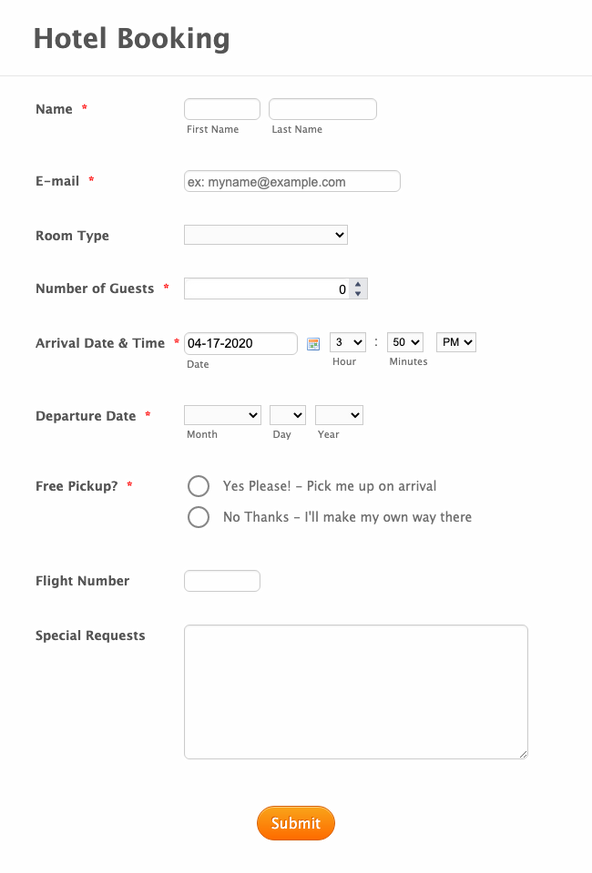 Hotel Booking
Name *
First Name Last Name
E-mail * ex: myname@example.com
Room Type
Number of Guests * 0
Arrival Date & Time * 04-17-2020 3 : 50 PM
Date Hour Minutes
Departure Date *
Month Day Year
Free Pickup? * Yes Please! - Pick me up on arrival
No Thanks - I'll make my own way there
Flight Number
Special Requests
Submit